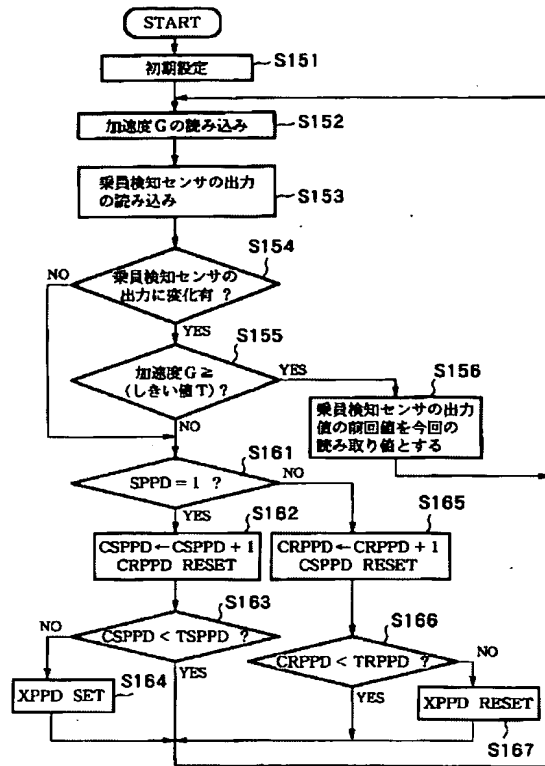 START
初期設定
S151
加速度 G の読み込み
S152
乗員検知センサの出力
の読み込み
S153
S154
NO
乗員検知センサの
出力に変化有 ?
YES
S155
加速度 G ≧
(しきい値 T) ?
YES
S156
乗員検知センサの出力
値の前回値を今回の
読み取り値とする
NO
S161
SPPD = 1 ?
NO
YES
S162
CSPPD ← CSPPD + 1
CRPPD RESET
S165
CRPPD ← CRPPD + 1
CSPPD RESET
S163
NO
CSPPD < TSPPD ?
YES
S166
CRPPD < TRPPD ?
NO
YES
XPPD SET
S164
XPPD RESET
S167